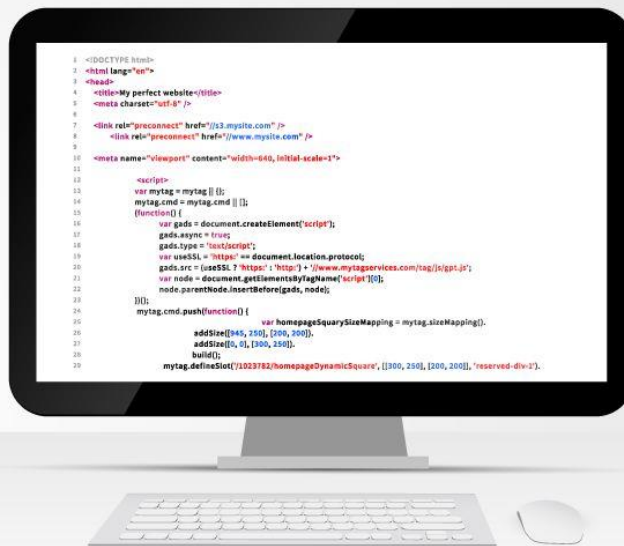 1 <!DOCTYPE html>
2 <html lang="en">
3 <head>
4 <title>My perfect website</title>
5 <meta charset="utf-8" />
6
7 <link rel="preconnect" href="//s3.mysite.com" />
8 <link rel="preconnect" href="//www.mysite.com" />
9
10 <meta name="viewport" content="width=640, initial-scale=1">
11
12 <script>
13 var mytag = mytag || {};
14 mytag.cmd = mytag.cmd || [];
15 (function() {
16 var gads = document.createElement('script');
17 gads.async = true;
18 gads.type = 'text/script';
19 var useSSL = 'https:' == document.location.protocol;
20 gads.src = (useSSL ? 'https:' : 'http:') + '//www.mytagservices.com/tag/js/gpt.js';
21 var node = document.getElementsByTagName('script')[0];
22 node.parentNode.insertBefore(gads, node);
23 })();
24 mytag.cmd.push(function() {
25 var homepageSquarySizeMapping = mytag.sizeMapping().
26 addSize([945, 250], [200, 200]).
27 addSize([0, 0], [300, 250]).
28 build();
29 mytag.defineSlot('/1023782/homepageDynamicSquare', [[300, 250], [200, 200]], 'reserved-div-1').